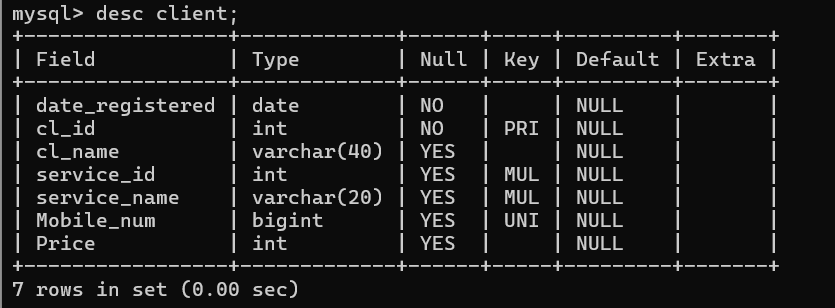 mysql> desc client;
+-----------------+-------------+------+-----+---------+-------+
| Field           | Type        | Null | Key | Default | Extra |
+-----------------+-------------+------+-----+---------+-------+
| date_registered | date        | NO   |     | NULL    |       |
| cl_id           | int         | NO   | PRI | NULL    |       |
| cl_name         | varchar(40) | YES  |     | NULL    |       |
| service_id      | int         | YES  | MUL | NULL    |       |
| service_name    | varchar(20) | YES  | MUL | NULL    |       |
| Mobile_num      | bigint      | YES  | UNI | NULL    |       |
| Price           | int         | YES  |     | NULL    |       |
+-----------------+-------------+------+-----+---------+-------+
7 rows in set (0.00 sec)